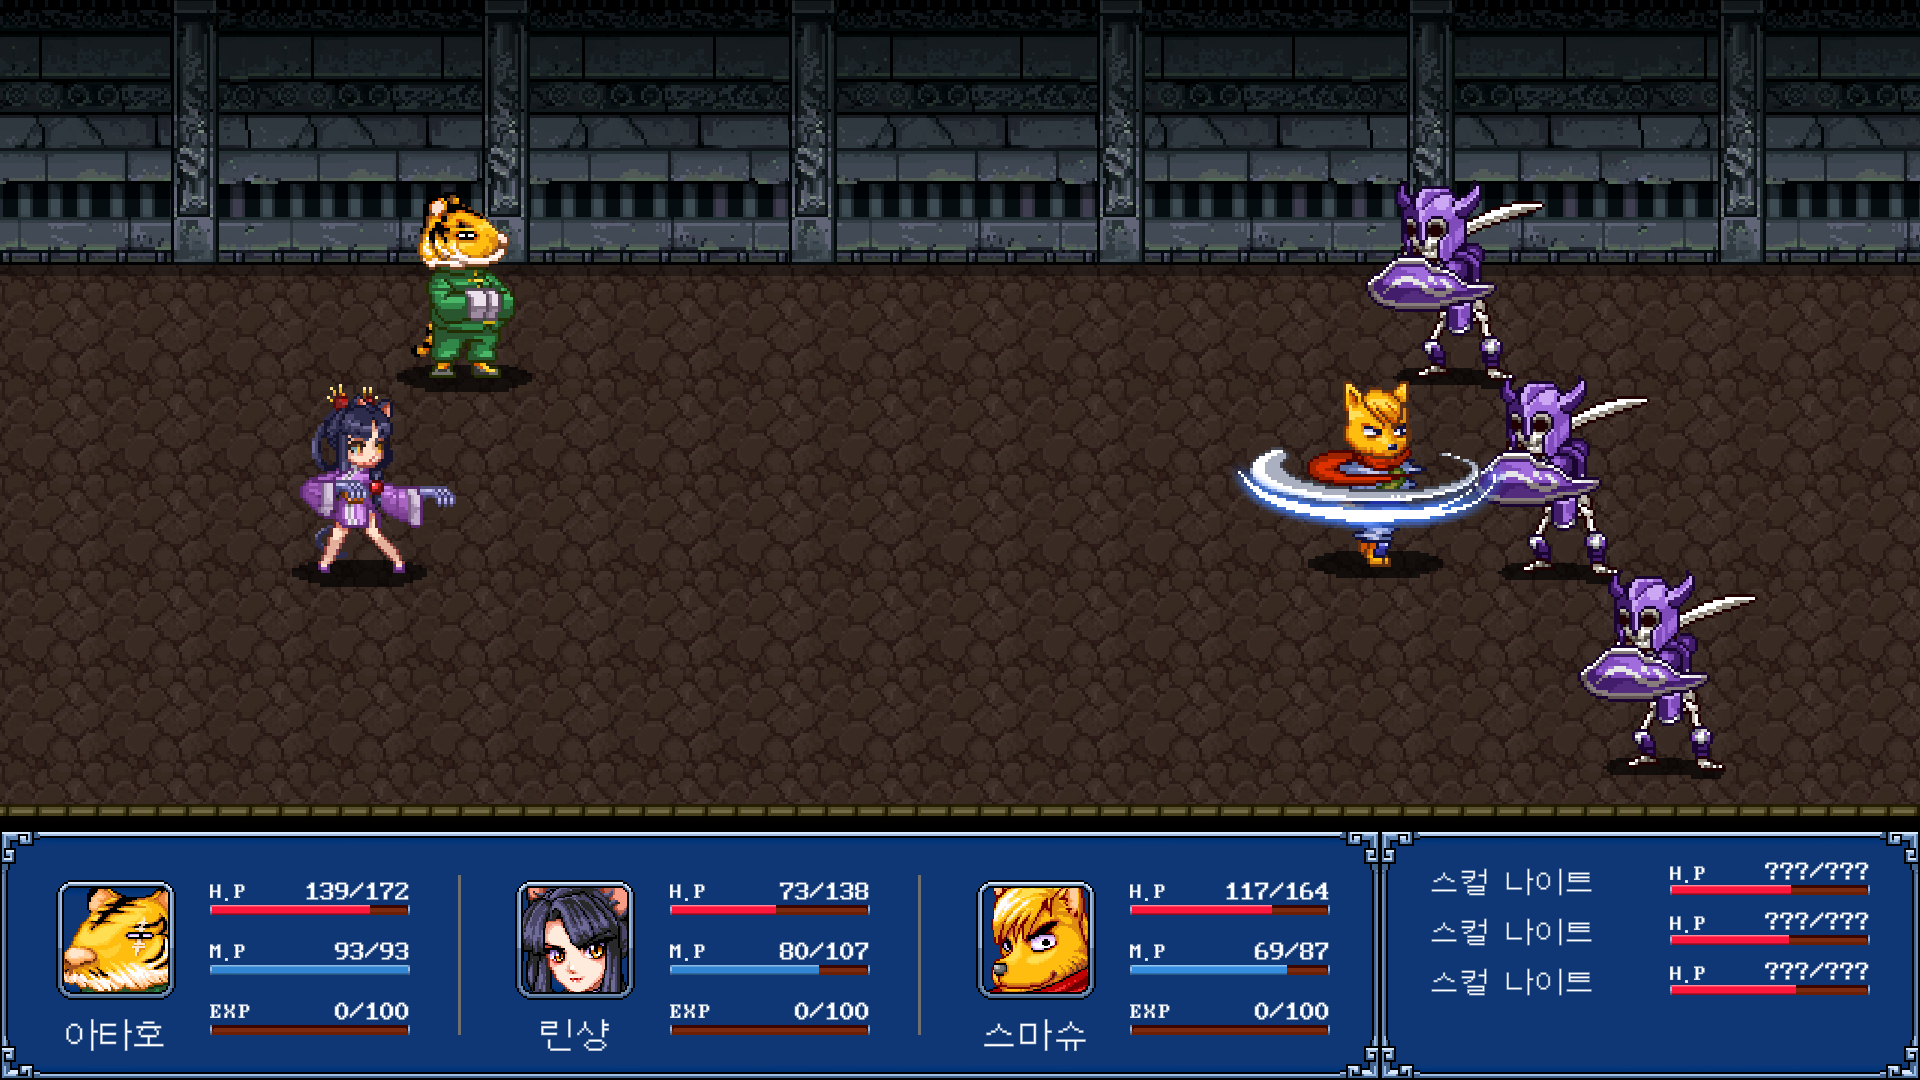 H.P 139/172
M.P 93/93
EXP 0/100
아타호
H.P 73/138
M.P 80/107
EXP 0/100
린샹
H.P 117/164
M.P 69/87
EXP 0/100
스마슈
스컬 나이트 H.P ???/???
스컬 나이트 H.P ???/???
스컬 나이트 H.P ???/???